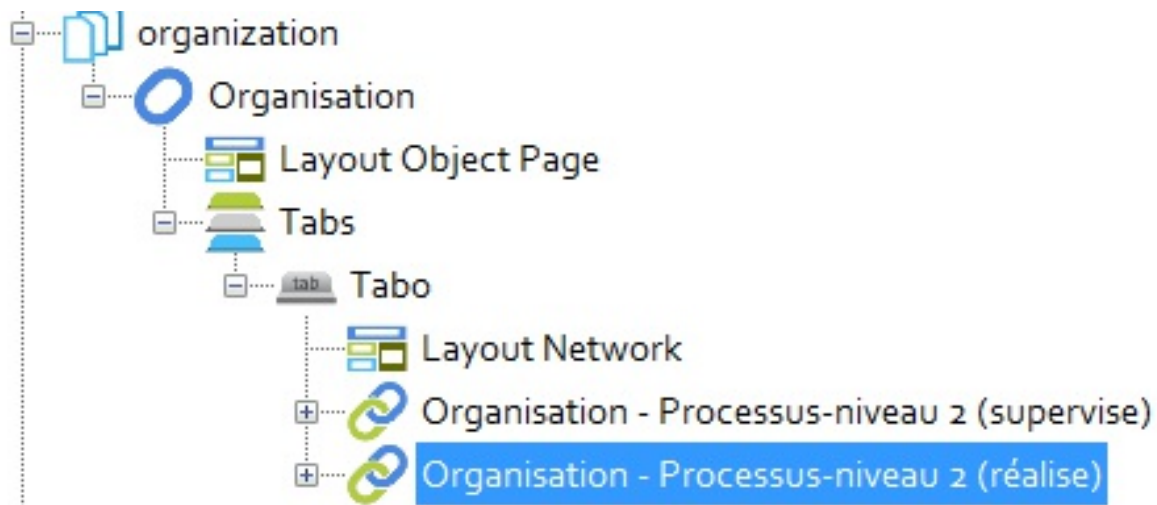 organization
Organisation
Layout Object Page
Tabs
tab Tab0
Layout Network
Organisation - Processus-niveau 2 (supervise)
Organisation - Processus-niveau 2 (réalise)